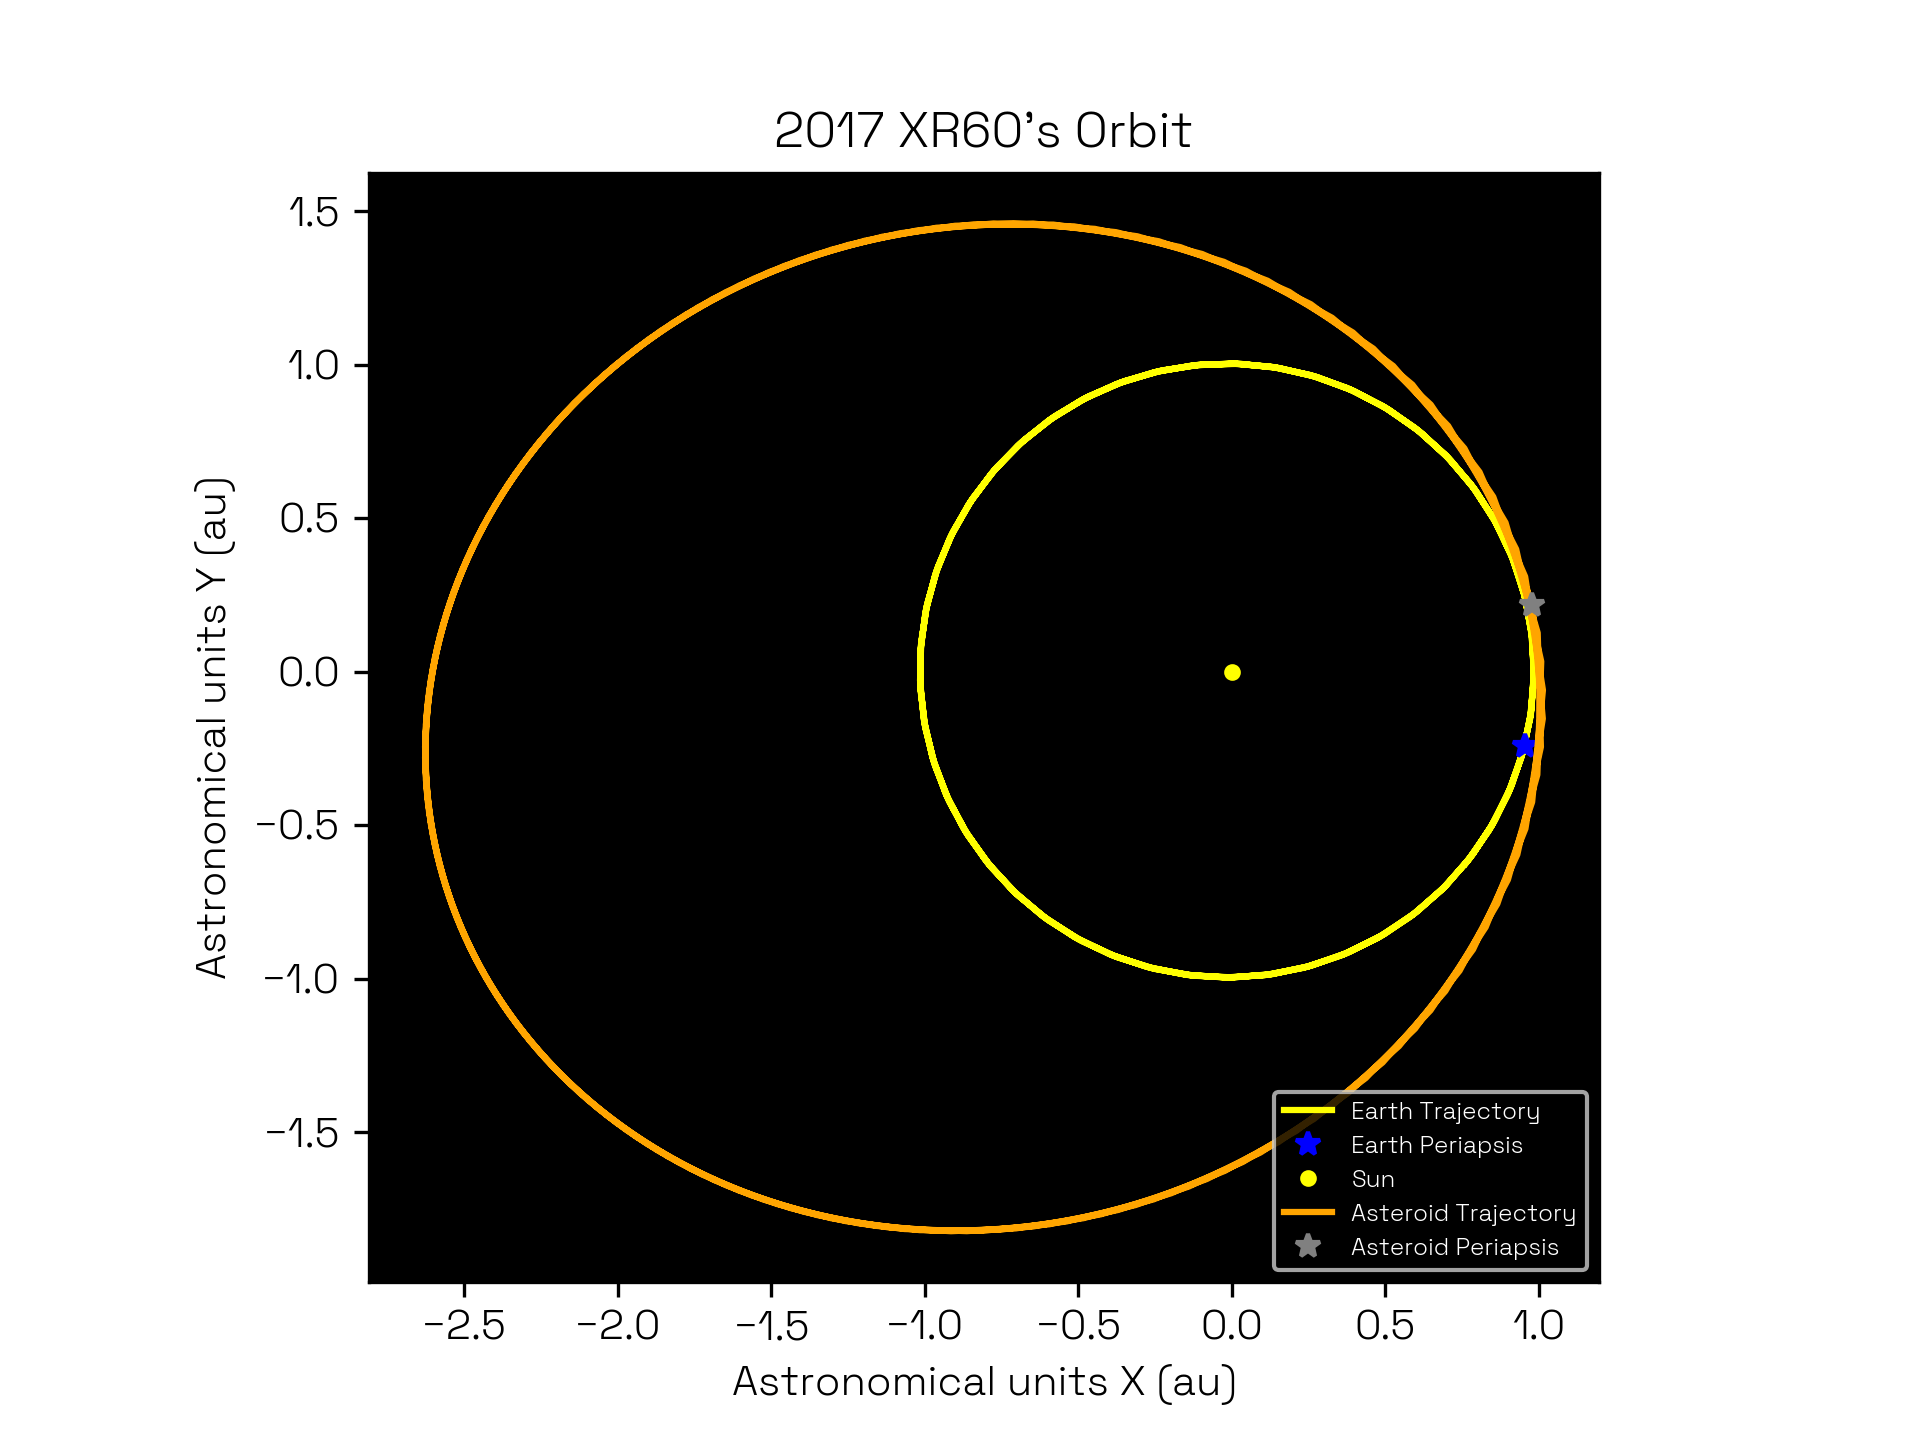 2017 XR60's Orbit
Astronomical units Y (au)
1.5
1.0
0.5
0.0
−0.5
−1.0
−1.5
Earth Trajectory
Earth Periapsis
Sun
Asteroid Trajectory
Asteroid Periapsis
−2.5 −2.0 −1.5 −1.0 −0.5 0.0 0.5 1.0
Astronomical units X (au)